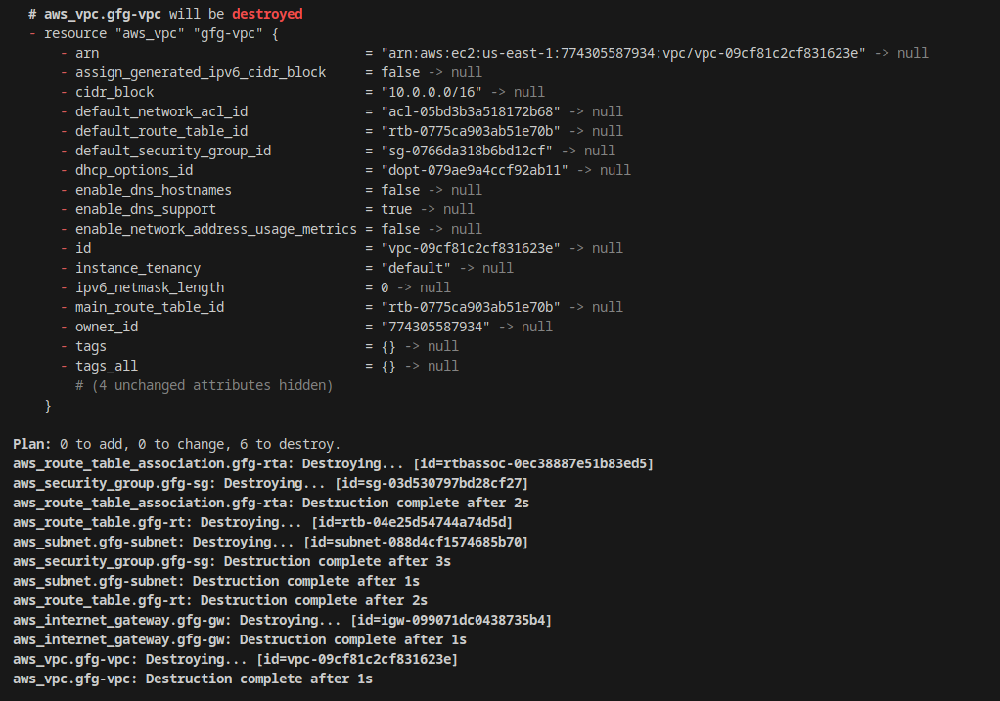 # aws_vpc.gfg-vpc will be destroyed
- resource "aws_vpc" "gfg-vpc" {
- arn = "arn:aws:ec2:us-east-1:774305587934:vpc/vpc-09cf81c2cf831623e" -> null
- assign_generated_ipv6_cidr_block = false -> null
- cidr_block = "10.0.0.0/16" -> null
- default_network_acl_id = "acl-05bd3b3a518172b68" -> null
- default_route_table_id = "rtb-0775ca903ab51e70b" -> null
- default_security_group_id = "sg-0766da318b6bd12cf" -> null
- dhcp_options_id = "dopt-079ae9a4ccf92ab11" -> null
- enable_dns_hostnames = false -> null
- enable_dns_support = true -> null
- enable_network_address_usage_metrics = false -> null
- id = "vpc-09cf81c2cf831623e" -> null
- instance_tenancy = "default" -> null
- ipv6_netmask_length = 0 -> null
- main_route_table_id = "rtb-0775ca903ab51e70b" -> null
- owner_id = "774305587934" -> null
- tags = {} -> null
- tags_all = {} -> null
# (4 unchanged attributes hidden)
}
Plan: 0 to add, 0 to change, 6 to destroy.
aws_route_table_association.gfg-rta: Destroying... [id=rtbassoc-0ec38887e51b83ed5]
aws_security_group.gfg-sg: Destroying... [id=sg-03d530797bd28cf27]
aws_route_table_association.gfg-rta: Destruction complete after 2s
aws_route_table.gfg-rt: Destroying... [id=rtb-04e25d54744a74d5d]
aws_subnet.gfg-subnet: Destroying... [id=subnet-088d4cf1574685b70]
aws_security_group.gfg-sg: Destruction complete after 3s
aws_subnet.gfg-subnet: Destruction complete after 1s
aws_route_table.gfg-rt: Destruction complete after 2s
aws_internet_gateway.gfg-gw: Destroying... [id=igw-099071dc0438735b4]
aws_internet_gateway.gfg-gw: Destruction complete after 1s
aws_vpc.gfg-vpc: Destroying... [id=vpc-09cf81c2cf831623e]
aws_vpc.gfg-vpc: Destruction complete after 1s